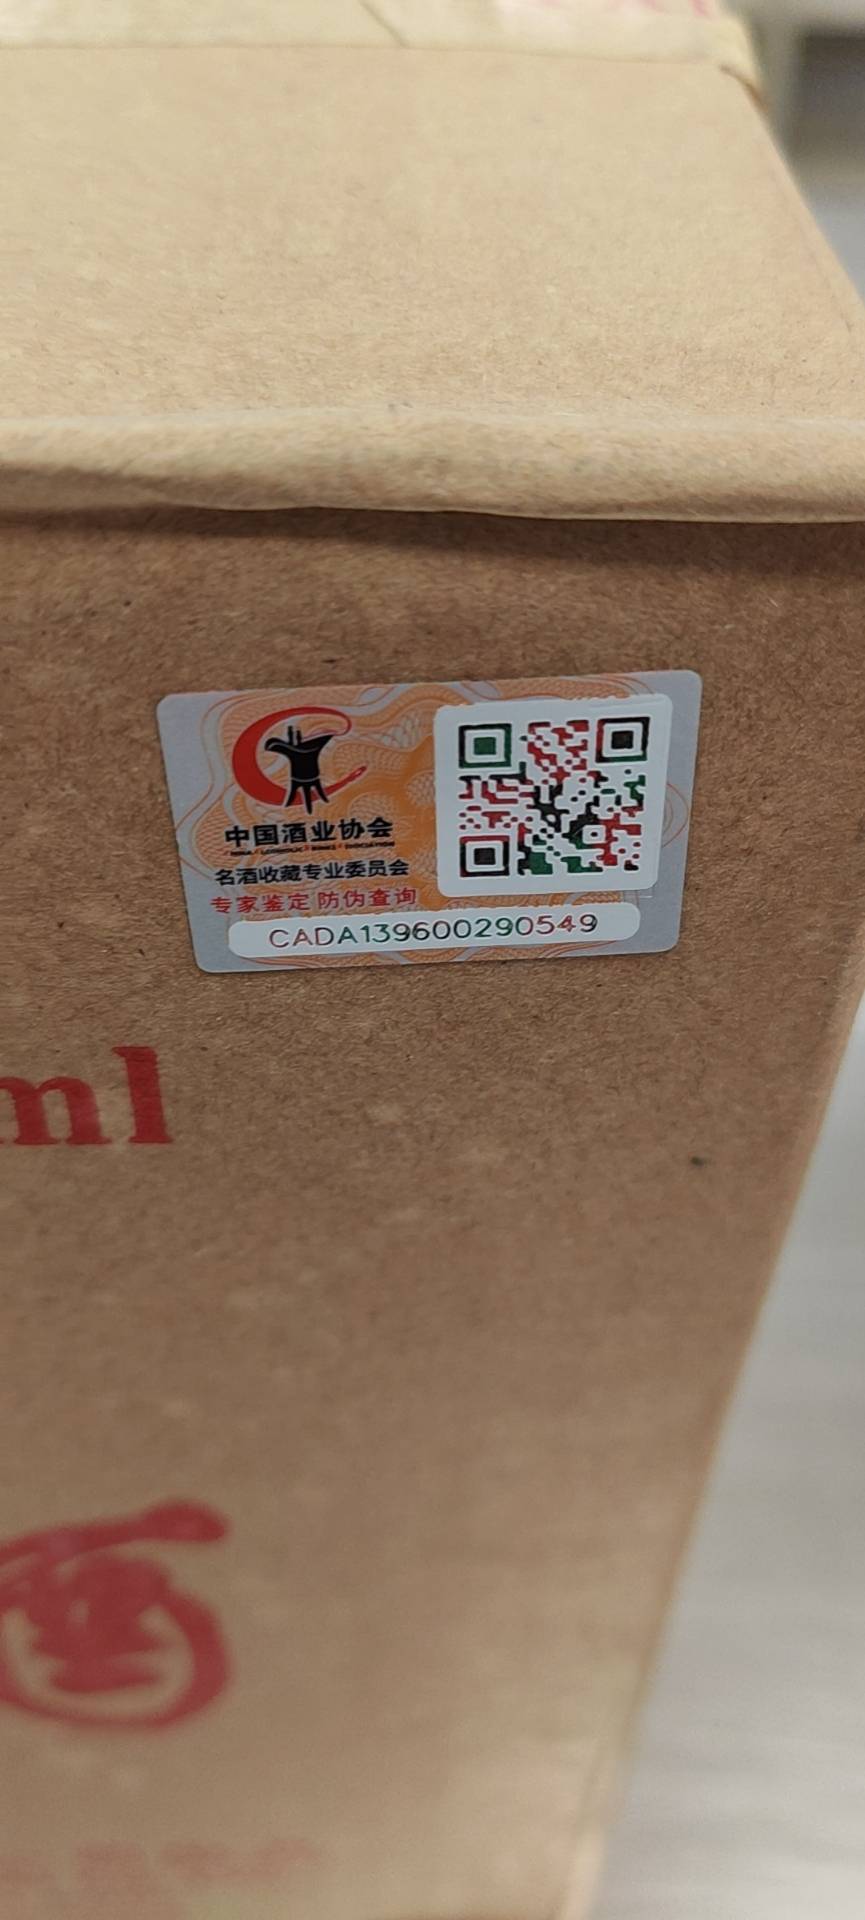 中国酒业协会
名酒收藏专业委员会
专家鉴定 防伪查询
CADA139600290549
ml
酒